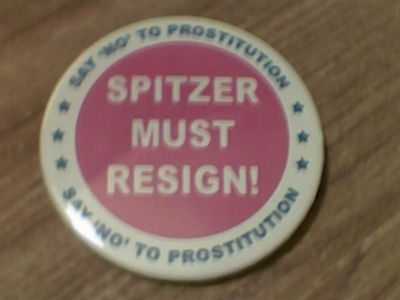 SAY 'NO' TO PROSTITUTION
SPITZER
MUST
RESIGN!
SAY 'NO' TO PROSTITUTION